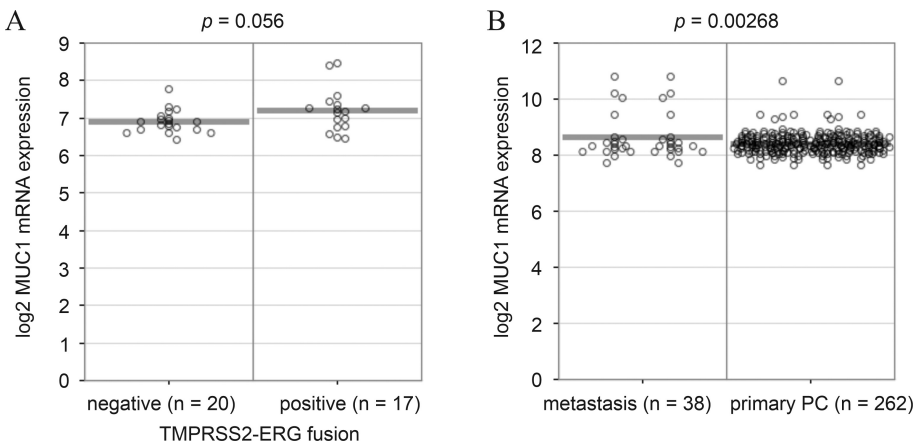 A
p = 0.056
log2 MUC1 mRNA expression
9
8
7
6
5
4
3
2
1
0
negative (n = 20)
positive (n = 17)
TMPRSS2-ERG fusion
B
p = 0.00268
log2 MUC1 mRNA expression
12
10
8
6
4
2
0
metastasis (n = 38)
primary PC (n = 262)